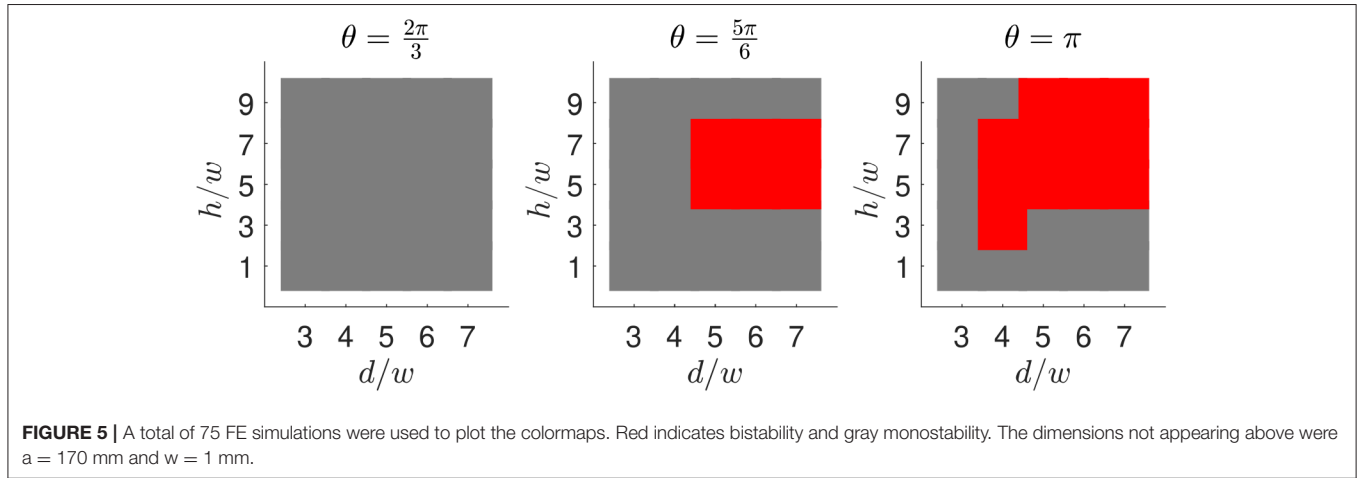 θ = 2π/3 θ = 5π/6 θ = π
h/w 9 7 5 3 1 h/w 9 7 5 3 1 h/w 9 7 5 3 1
3 4 5 6 7 3 4 5 6 7 3 4 5 6 7
d/w d/w d/w
FIGURE 5 | A total of 75 FE simulations were used to plot the colormaps. Red indicates bistability and gray monostability. The dimensions not appearing above were
a = 170 mm and w = 1 mm.